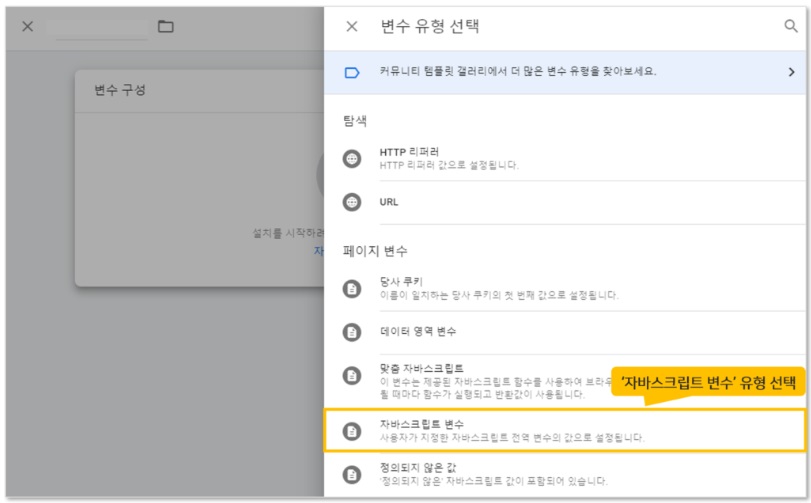 변수 유형 선택
커뮤니티 템플릿 갤러리에서 더 많은 변수 유형을 찾아보세요.
변수 구성
설치를 시작하려
자
탐색
HTTP 리퍼러
HTTP 리퍼러 값으로 설정됩니다.
URL
페이지 변수
당사 쿠키
이름이 일치하는 당사 쿠키의 첫 번째 값으로 설정됩니다.
데이터 영역 변수
맞춤 자바스크립트
이 변수는 제공된 자바스크립트 함수를 사용하여 브라우
될 때마다 함수가 실행되고 반환값이 사용됩니다.
'자바스크립트 변수' 유형 선택
자바스크립트 변수
사용자가 지정한 자바스크립트 전역 변수의 값으로 설정됩니다.
정의되지 않은 값
'정의되지 않은' 자바스크립트 값이 포함되어 있습니다.